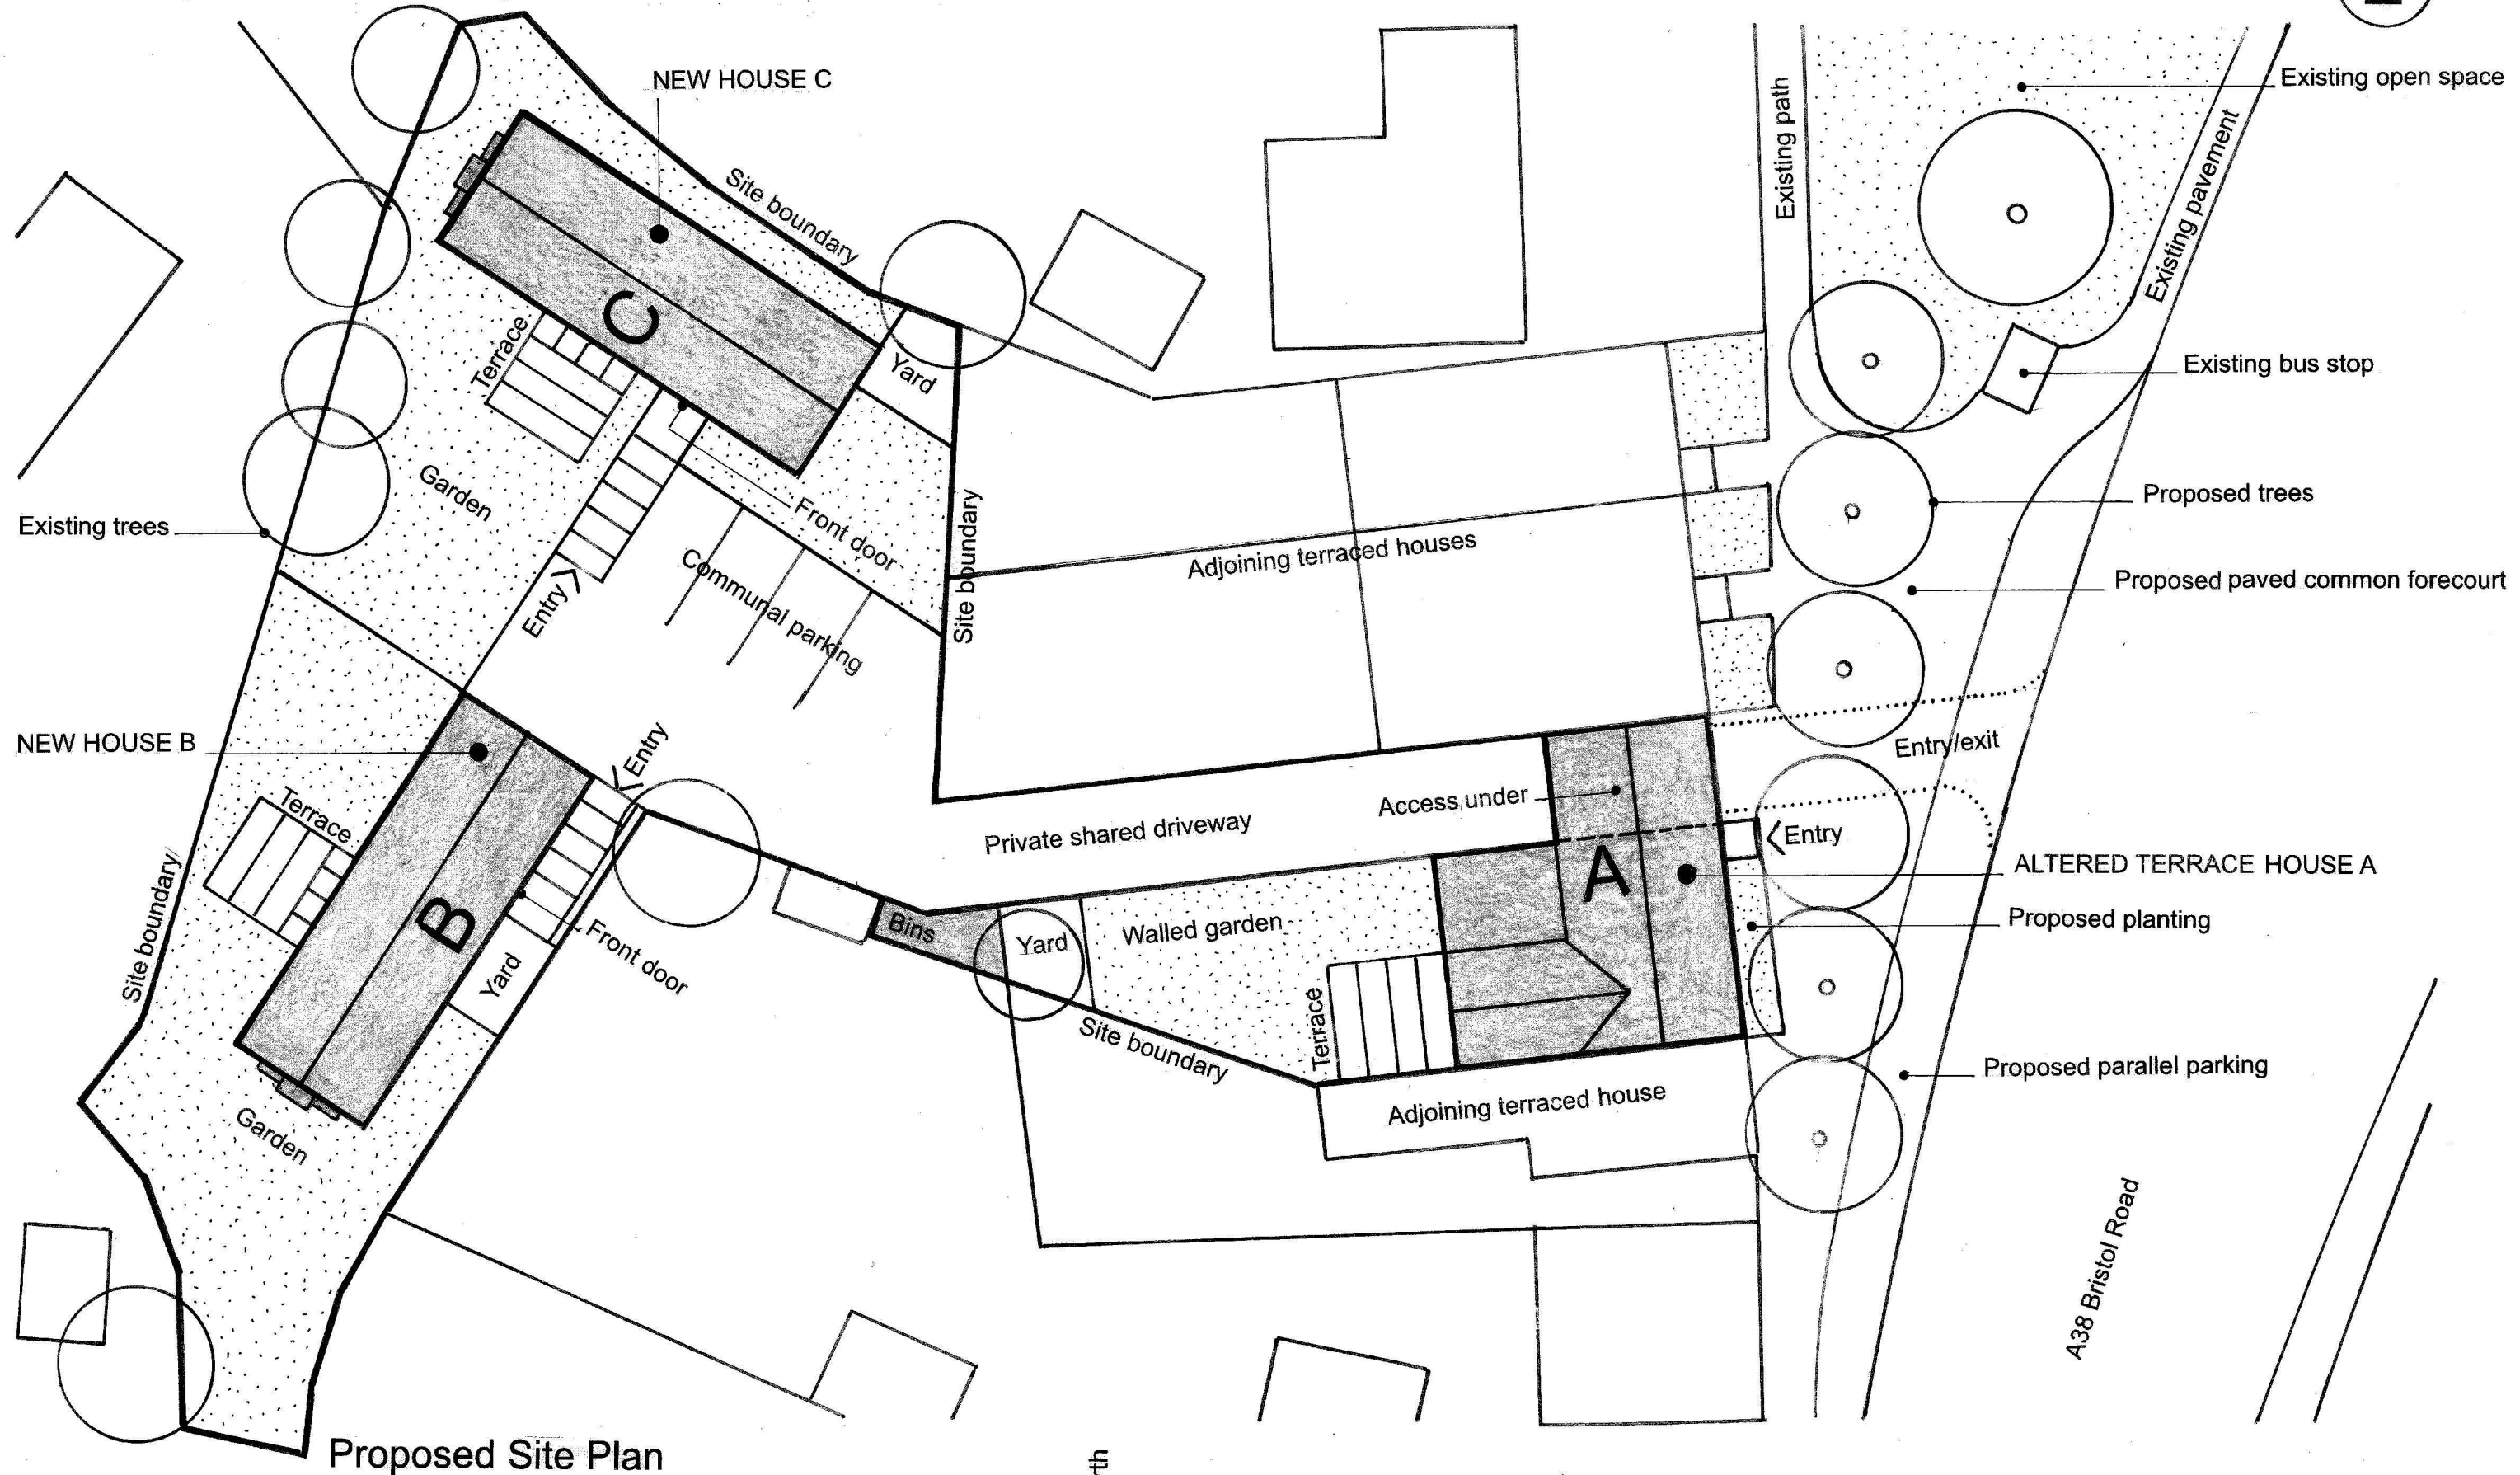 NEW HOUSE C
Existing open space
Existing path
Existing pavement
Site boundary
C
Terrace
Yard
Existing bus stop
Garden
Front door
Existing trees
Proposed trees
Site boundary
Adjoining terraced houses
Communal parking
Entry
Proposed paved common forecourt
NEW HOUSE B
Entry
Entry/exit
Terrace
Access under
Private shared driveway
Entry
A
ALTERED TERRACE HOUSE A
Site boundary
B
Bins
Yard
Walled garden
Proposed planting
Front door
Yard
Terrace
Site boundary
Proposed parallel parking
Adjoining terraced house
Garden
A38 Bristol Road
Proposed Site Plan